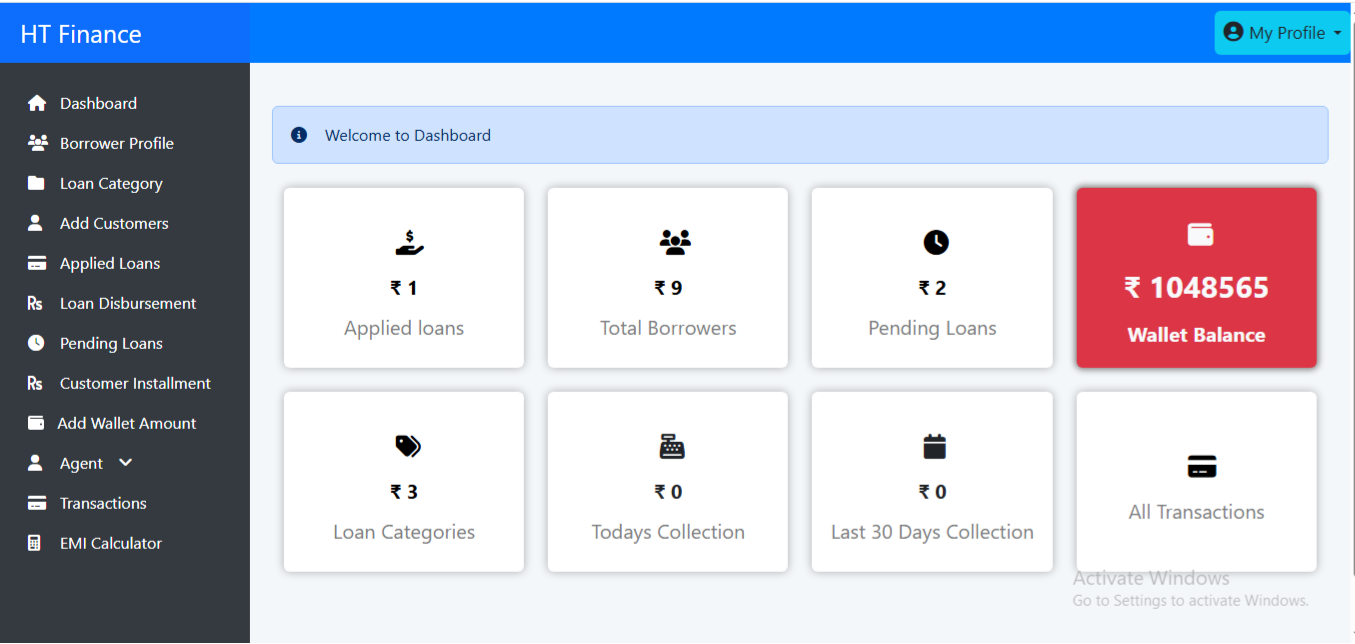 HT Finance
My Profile
Dashboard
Borrower Profile
Loan Category
Add Customers
Applied Loans
Rs Loan Disbursement
Pending Loans
Rs Customer Installment
Add Wallet Amount
Agent
Transactions
EMI Calculator
Welcome to Dashboard
₹ 1
Applied loans
₹ 9
Total Borrowers
₹ 2
Pending Loans
₹ 1048565
Wallet Balance
₹ 3
Loan Categories
₹ 0
Todays Collection
₹ 0
Last 30 Days Collection
All Transactions
Activate Windows
Go to Settings to activate Windows.